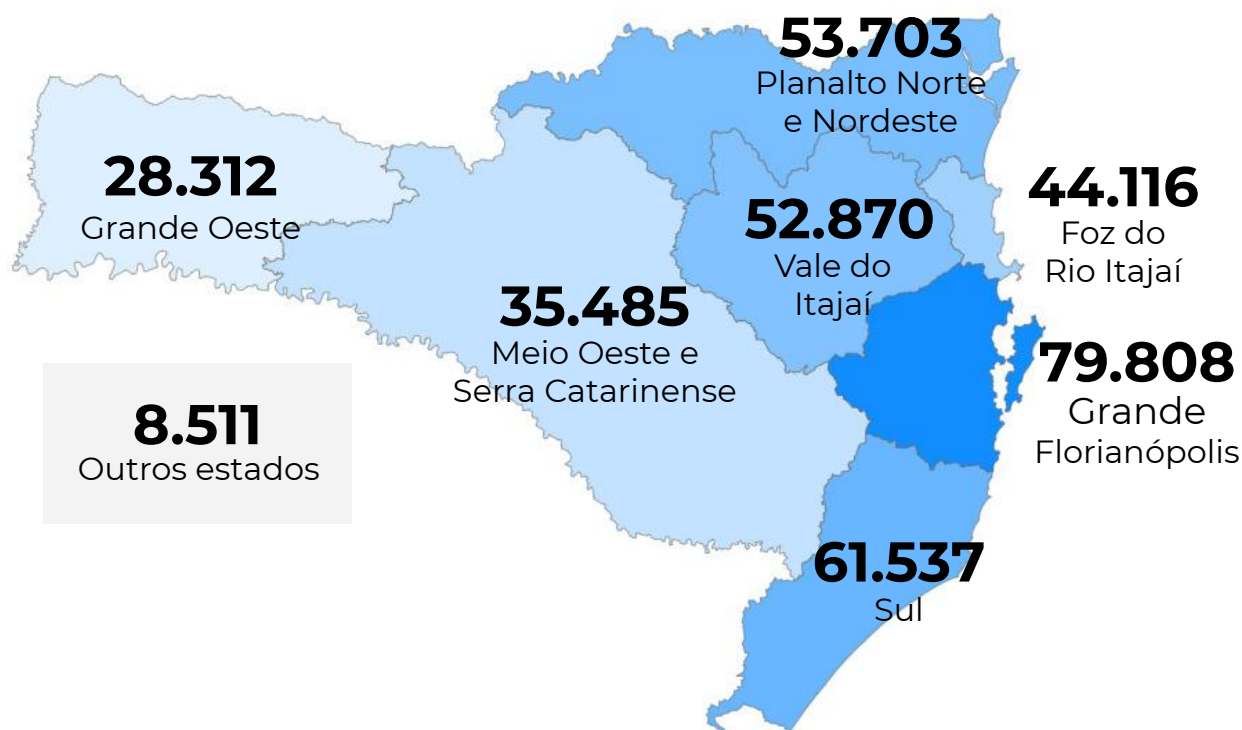 53.703
Planalto Norte
e Nordeste
28.312
Grande Oeste
44.116
Foz do
Rio Itajaí
52.870
Vale do
Itajaí
35.485
Meio Oeste e
Serra Catarinense
79.808
Grande
Florianópolis
8.511
Outros estados
61.537
Sul